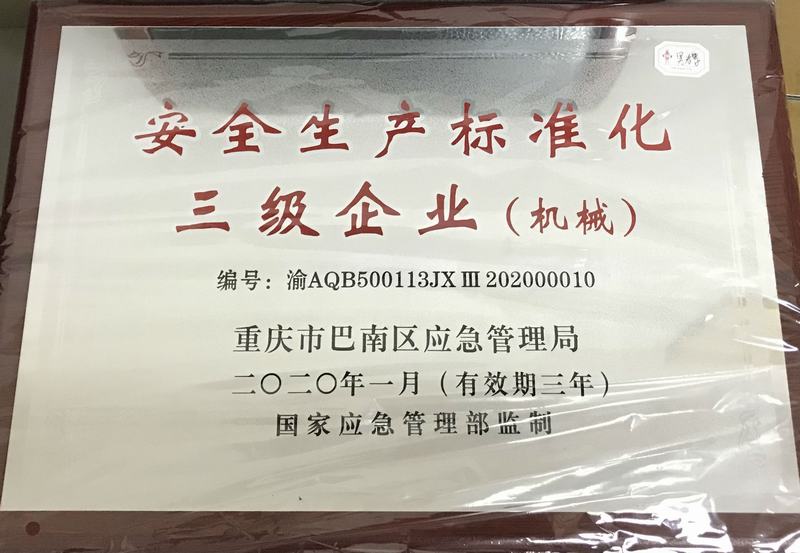 安全生产标准化
三级企业（机械）
编号：渝AQB500113JXⅢ202000010
重庆市巴南区应急管理局
二〇二〇年一月（有效期三年）
国家应急管理部监制